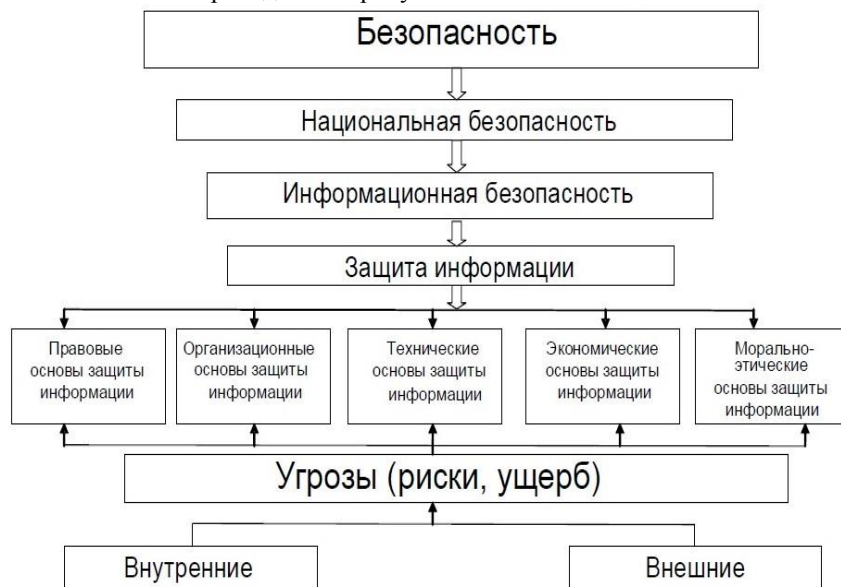 Безопасность
Национальная безопасность
Информационная безопасность
Защита информации
Правовые
основы защиты
информации
Организационные
основы защиты
информации
Технические
основы защиты
информации
Экономические
основы защиты
информации
Морально-
этические
основы защиты
информации
Угрозы (риски, ущерб)
Внутренние
Внешние